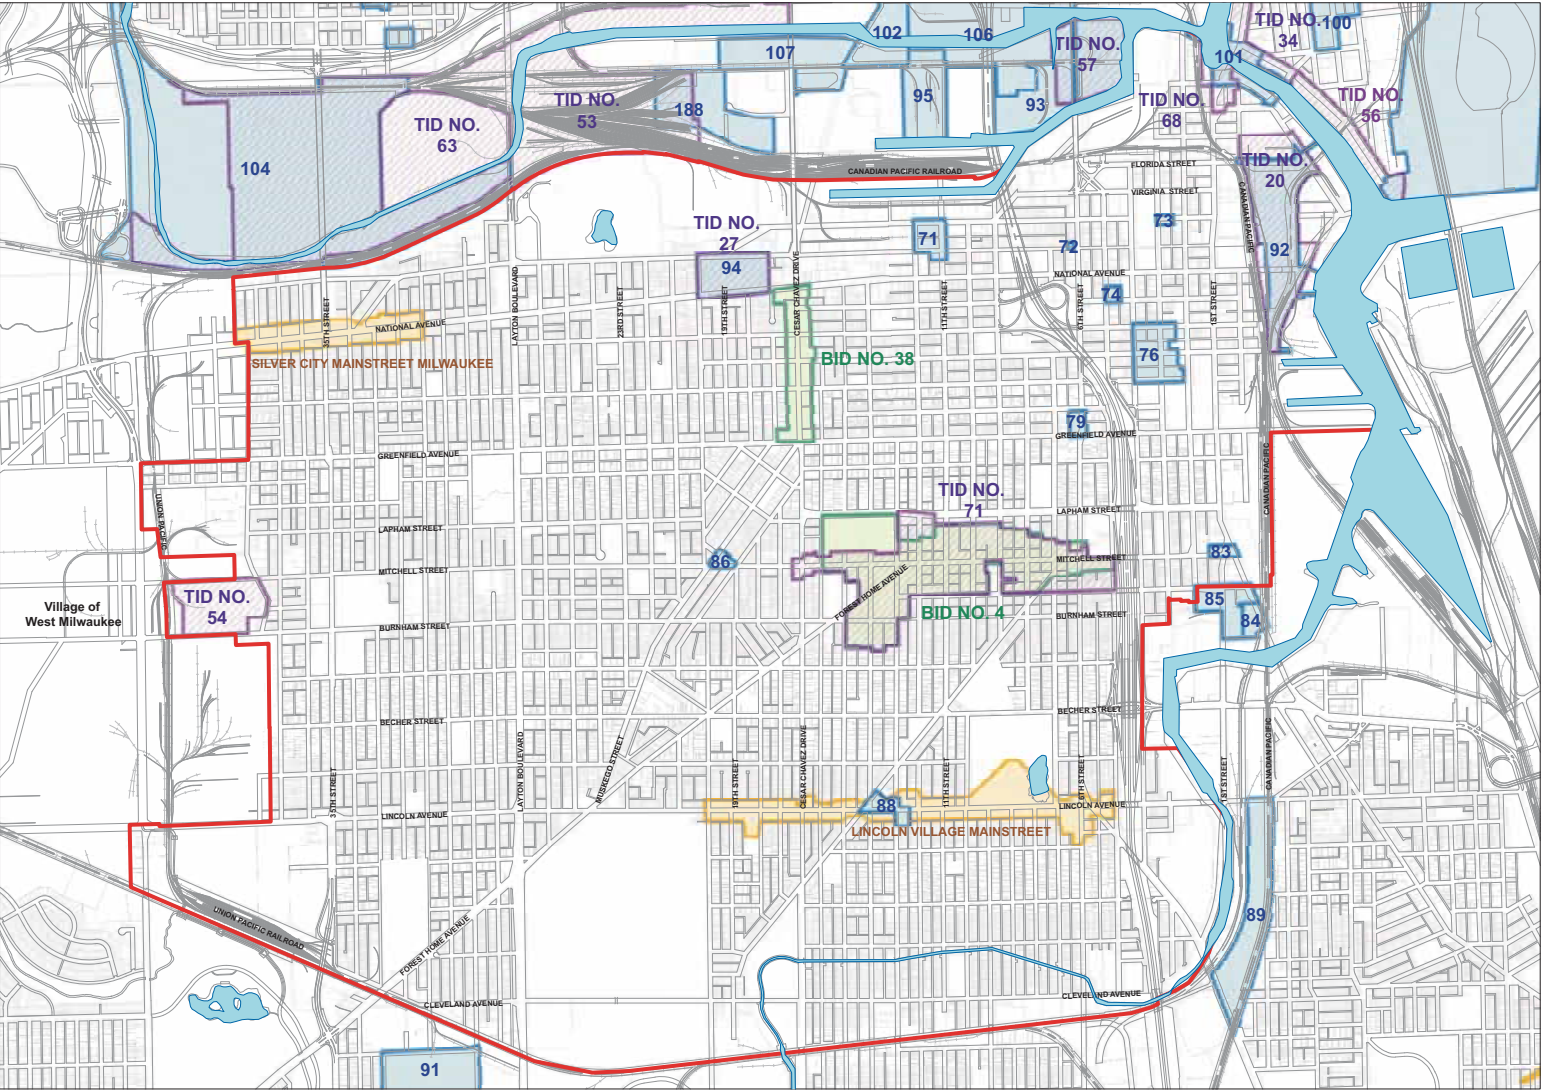 TID NO.
34
100
102
106
107
TID NO.
57
101
TID NO.
56
TID NO.
53
188
95
93
TID NO.
68
TID NO.
63
104
TID NO.
20
FLORIDA STREET
CANADIAN PACIFIC RAILROAD
VIRGINIA STREET
CANADIAN PACIFIC
TID NO.
27
94
71
73
72
92
NATIONAL AVENUE
74
LAYTON BOULEVARD
23RD STREET
19TH STREET
CESAR CHAVEZ DRIVE
11TH STREET
6TH STREET
1ST STREET
35TH STREET
NATIONAL AVENUE
SILVER CITY MAINSTREET MILWAUKEE
BID NO. 38
76
79
GREENFIELD AVENUE
GREENFIELD AVENUE
CANADIAN PACIFIC
UNION PACIFIC
TID NO.
71
LAPHAM STREET
LAPHAM STREET
83
86
MITCHELL STREET
MITCHELL STREET
FOREST HOME AVENUE
TID NO.
54
Village of
West Milwaukee
85
84
BID NO. 4
BURNHAM STREET
BURNHAM STREET
BECHER STREET
BECHER STREET
35TH STREET
LAYTON BOULEVARD
MUSKEGO STREET
19TH STREET
CESAR CHAVEZ DRIVE
11TH STREET
6TH STREET
1ST STREET
CANADIAN PACIFIC
88
LINCOLN AVENUE
LINCOLN AVENUE
LINCOLN VILLAGE MAINSTREET
89
UNION PACIFIC RAILROAD
FOREST HOME AVENUE
CLEVELAND AVENUE
CLEVELAND AVENUE
91